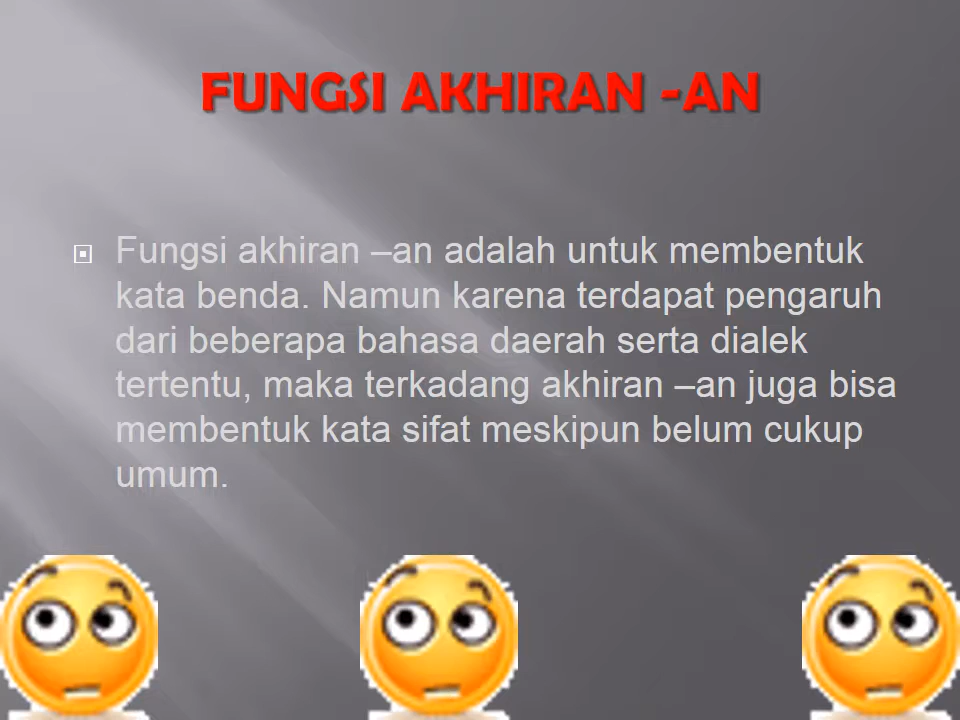 FUNGSI AKHIRAN -AN
Fungsi akhiran –an adalah untuk membentuk
kata benda. Namun karena terdapat pengaruh
dari beberapa bahasa daerah serta dialek
tertentu, maka terkadang akhiran –an juga bisa
membentuk kata sifat meskipun belum cukup
umum.